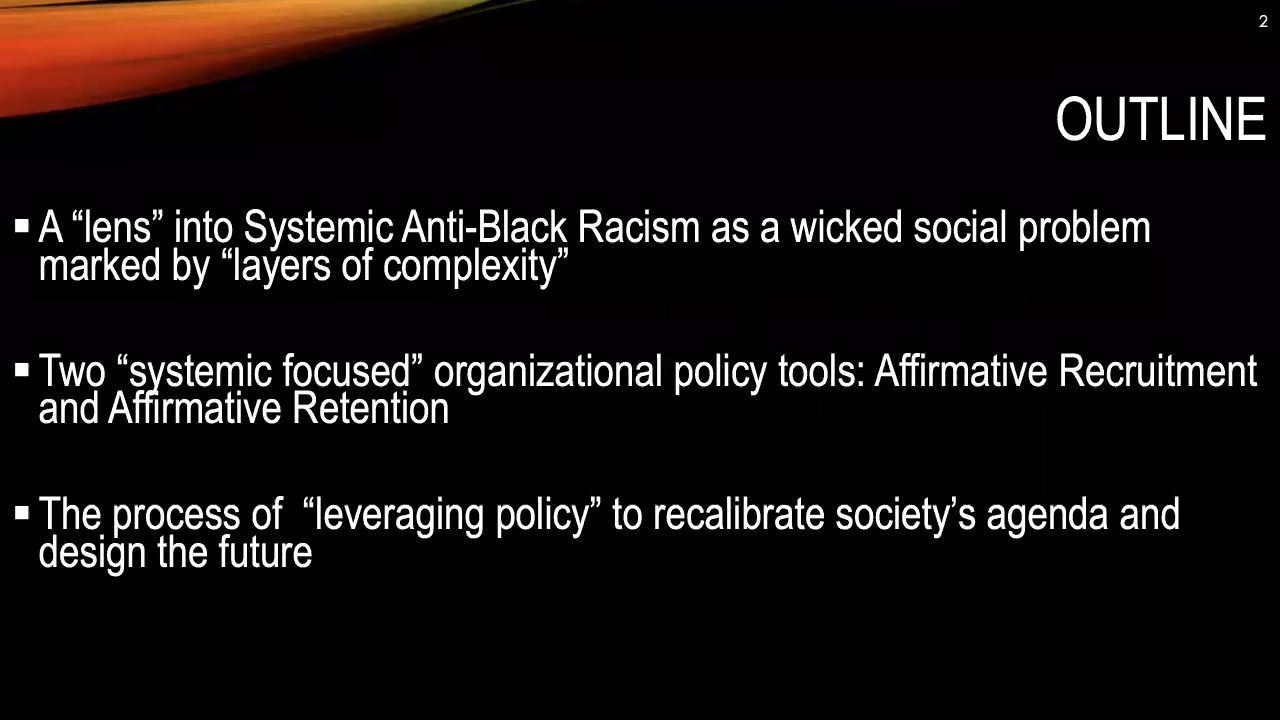 2
OUTLINE
▪ A “lens” into Systemic Anti-Black Racism as a wicked social problem
marked by “layers of complexity”
▪ Two “systemic focused” organizational policy tools: Affirmative Recruitment
and Affirmative Retention
▪ The process of  “leveraging policy” to recalibrate society’s agenda and
design the future